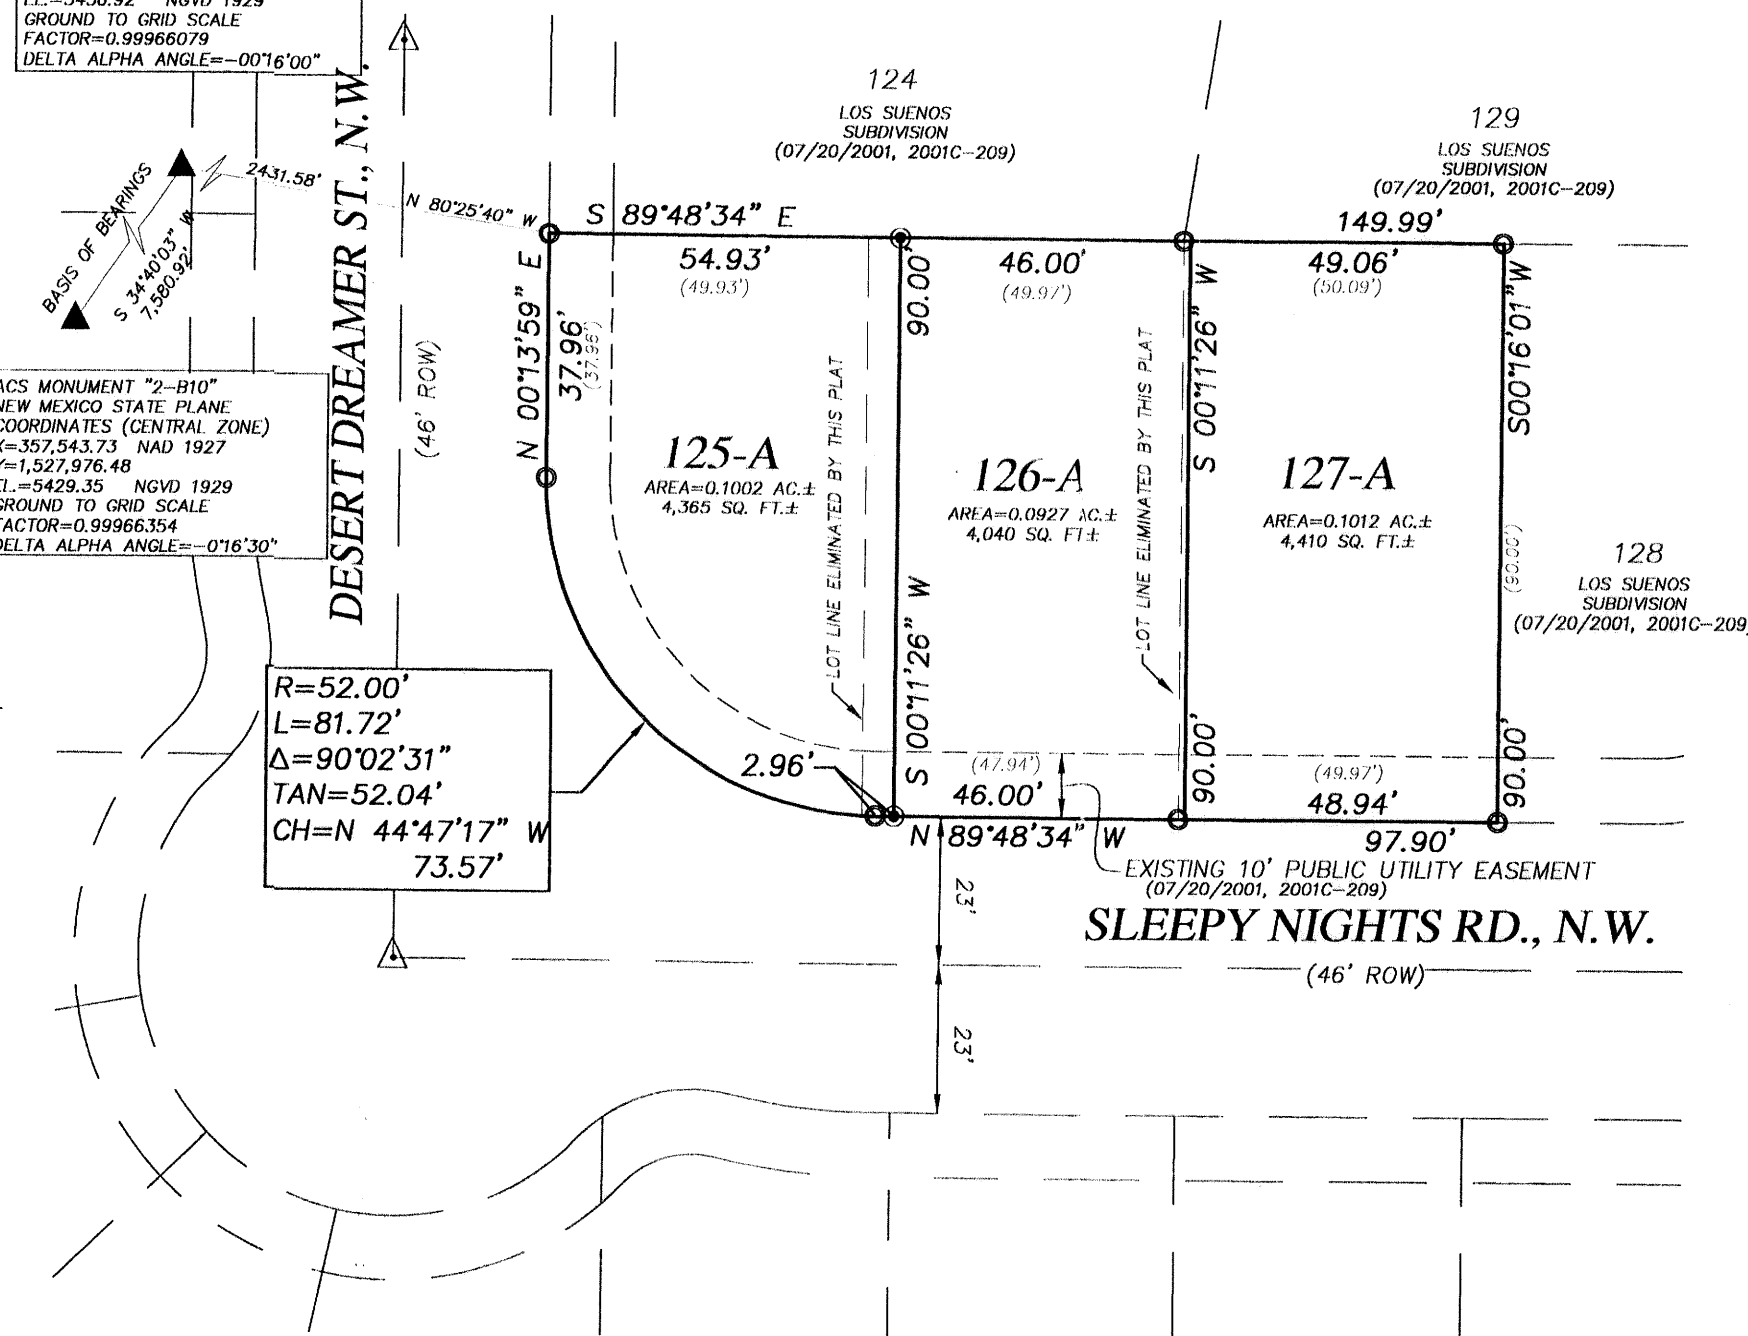 GROUND TO GRID SCALE
FACTOR=0.99966079
DELTA ALPHA ANGLE=-00°16'00"
DESERT DREAMER ST., N.W.
(46' ROW)
BASIS OF BEARINGS
S 34°40'03" W
7,580.92'
2431.58'
N 80°25'40" W
ACS MONUMENT "2-B10"
NEW MEXICO STATE PLANE
COORDINATES (CENTRAL ZONE)
X=357,543.73 NAD 1927
Y=1,527,976.48
EL.=5429.35 NGVD 1929
GROUND TO GRID SCALE
FACTOR=0.99966354
DELTA ALPHA ANGLE=-0°16'30"
124
LOS SUENOS
SUBDIVISION
(07/20/2001, 2001C-209)
129
LOS SUENOS
SUBDIVISION
(07/20/2001, 2001C-209)
S 89°48'34" E
149.99'
54.93'
(49.93')
46.00'
(49.97')
49.06'
(50.09')
N 00°13'59" E
37.96'
(37.96')
90.00'
S 00°11'26" W
S 00°11'26" W
90.00'
S00°16'01"W
(90.00')
90.00'
LOT LINE ELIMINATED BY THIS PLAT
LOT LINE ELIMINATED BY THIS PLAT
125-A
AREA=0.1002 AC.±
4,365 SQ. FT.±
126-A
AREA=0.0927 AC.±
4,040 SQ. FT±
127-A
AREA=0.1012 AC.±
4,410 SQ. FT.±
128
LOS SUENOS
SUBDIVISION
(07/20/2001, 2001C-209)
R=52.00'
L=81.72'
Δ=90°02'31"
TAN=52.04'
CH=N 44°47'17" W
73.57'
2.96'
(47.94')
46.00'
(49.97')
48.94'
N 89°48'34" W
97.90'
EXISTING 10' PUBLIC UTILITY EASEMENT
(07/20/2001, 2001C-209)
SLEEPY NIGHTS RD., N.W.
(46' ROW)
23'
23'